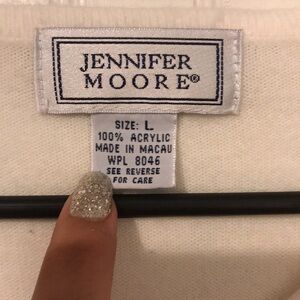 JENNIFER
MOORE®
SIZE: L
100% ACRYLIC
MADE IN MACAU
WPL 8046
SEE REVERSE
FOR CARE